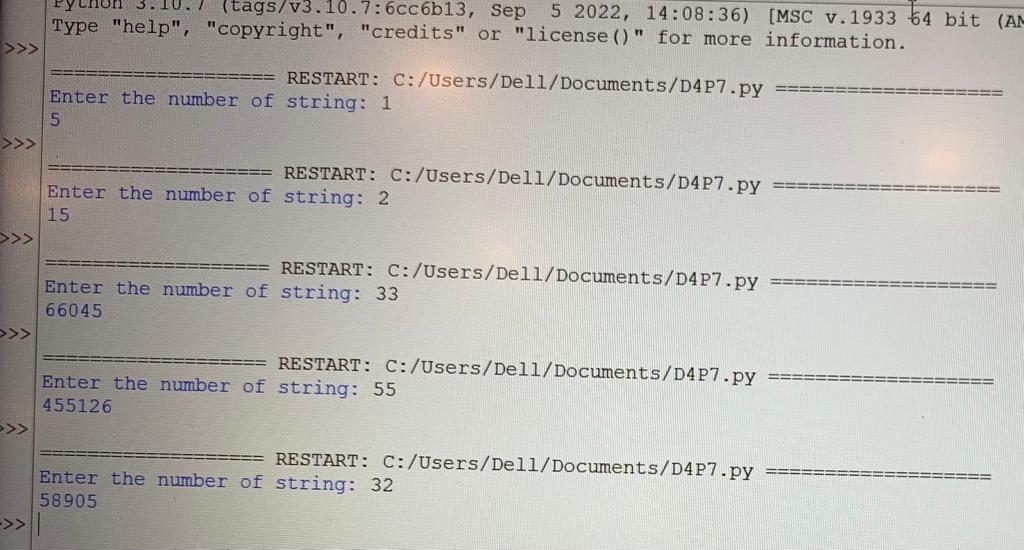 Python 3.10.7 (tags/v3.10.7:6cc6b13, Sep 5 2022, 14:08:36) [MSC v.1933 64 bit (AM
Type "help", "copyright", "credits" or "license()" for more information.
>>>
=================== RESTART: C:/Users/Dell/Documents/D4P7.py ===================
Enter the number of string: 1
5
>>>
=================== RESTART: C:/Users/Dell/Documents/D4P7.py ===================
Enter the number of string: 2
15
>>>
=================== RESTART: C:/Users/Dell/Documents/D4P7.py ===================
Enter the number of string: 33
66045
>>>
=================== RESTART: C:/Users/Dell/Documents/D4P7.py ===================
Enter the number of string: 55
455126
>>>
=================== RESTART: C:/Users/Dell/Documents/D4P7.py ===================
Enter the number of string: 32
58905
>>>